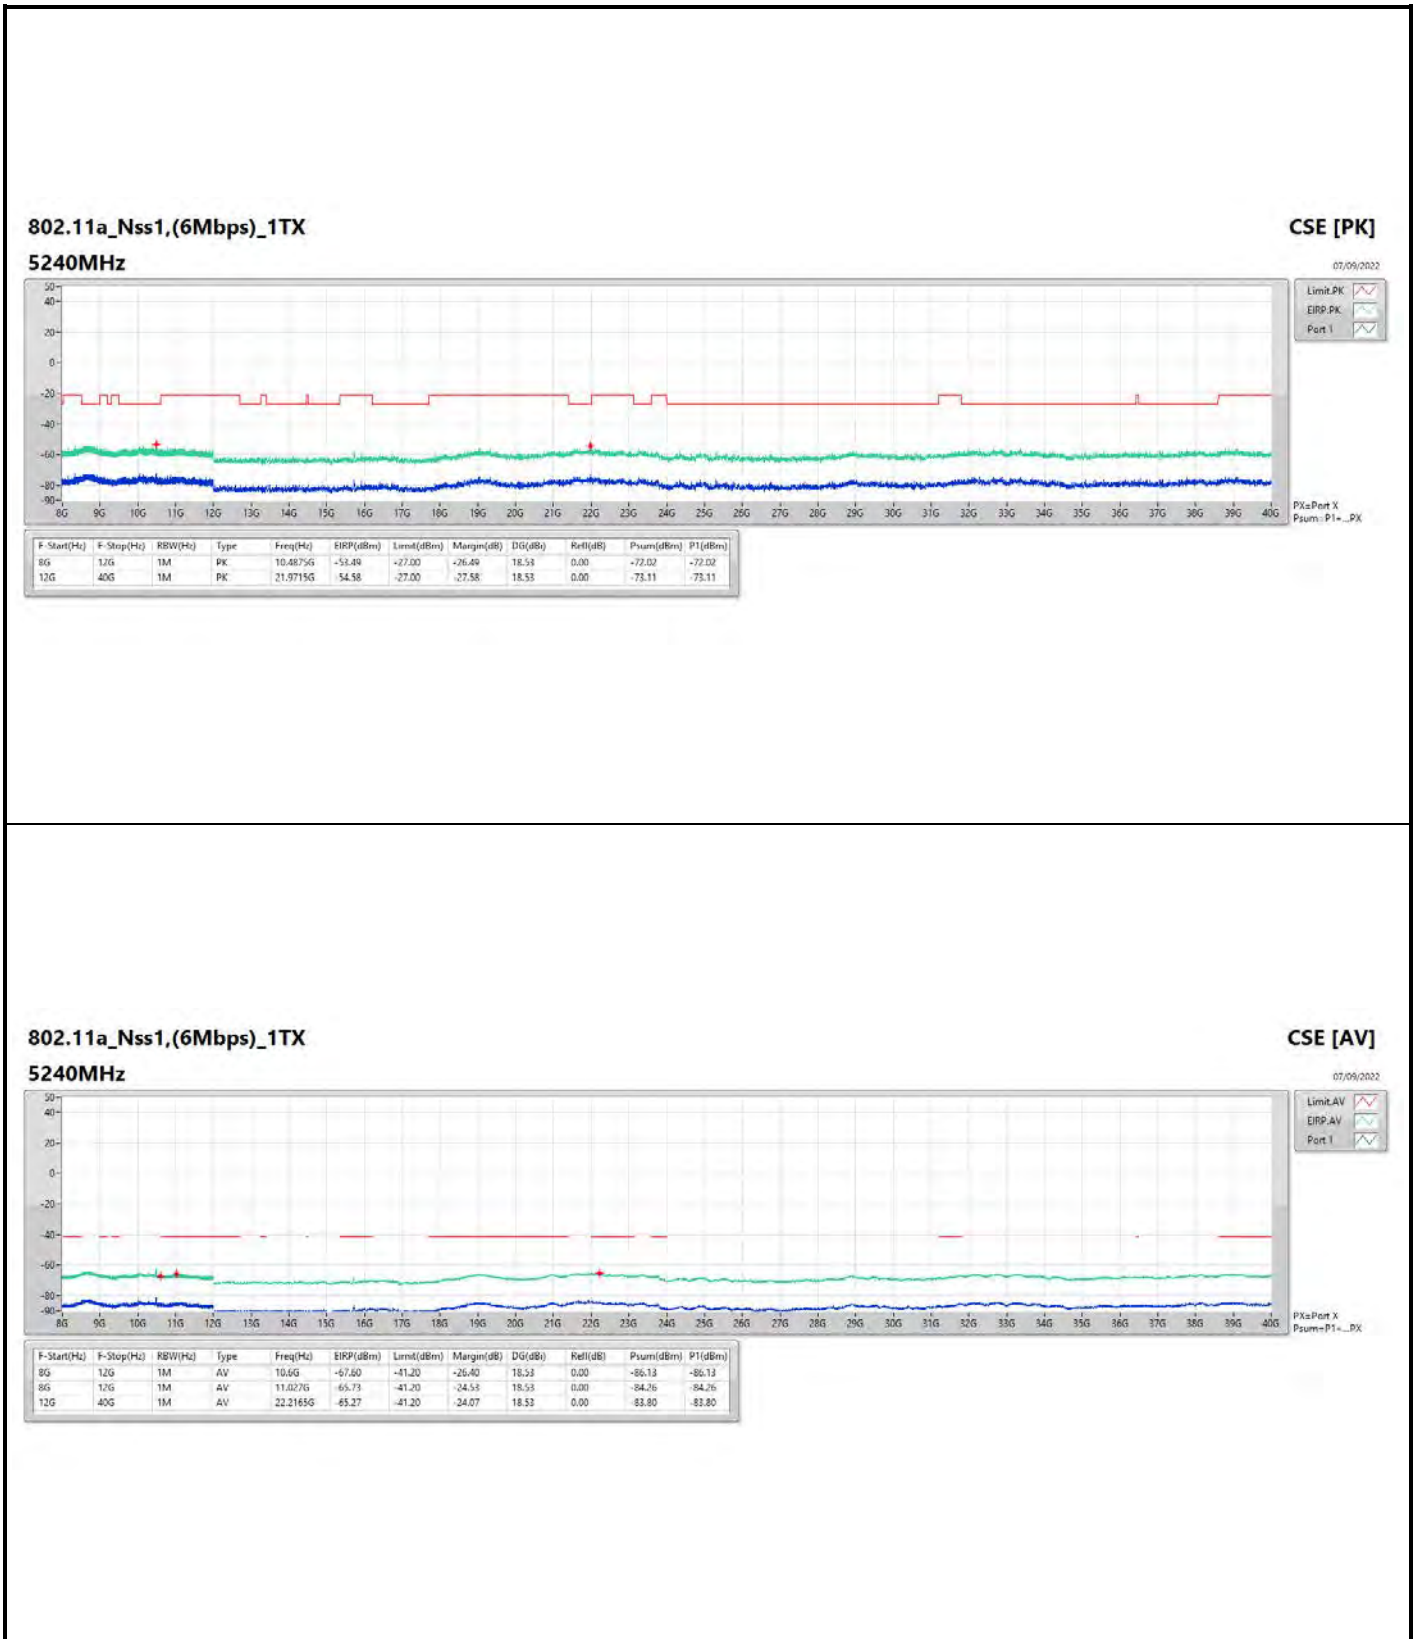 802.11a_Nss1,(6Mbps)_1TX CSE [PK]
5240MHz 07/09/2022
50
40
20
0
-20
-40
-60
-80
-90
8G 9G 10G 11G 12G 13G 14G 15G 16G 17G 18G 19G 20G 21G 22G 23G 24G 25G 26G 27G 28G 29G 30G 31G 32G 33G 34G 35G 36G 37G 38G 39G 40G
Limit.PK
EIRP.PK
Port 1
PX=Port X
Psum=P1+...PX
F-Start(Hz) F-Stop(Hz) RBW(Hz) Type Freq(Hz) EIRP(dBm) Limit(dBm) Margin(dB) DG(dBi) Refl(dB) Psum(dBm) P1(dBm)
8G 12G 1M PK 10.4875G -53.49 -27.00 -26.49 18.53 0.00 -72.02 -72.02
12G 40G 1M PK 21.9715G -54.58 -27.00 -27.58 18.53 0.00 -73.11 -73.11
802.11a_Nss1,(6Mbps)_1TX CSE [AV]
5240MHz 07/09/2022
50
40
20
0
-20
-40
-60
-80
-90
8G 9G 10G 11G 12G 13G 14G 15G 16G 17G 18G 19G 20G 21G 22G 23G 24G 25G 26G 27G 28G 29G 30G 31G 32G 33G 34G 35G 36G 37G 38G 39G 40G
Limit.AV
EIRP.AV
Port 1
PX=Port X
Psum=P1+...PX
F-Start(Hz) F-Stop(Hz) RBW(Hz) Type Freq(Hz) EIRP(dBm) Limit(dBm) Margin(dB) DG(dBi) Refl(dB) Psum(dBm) P1(dBm)
8G 12G 1M AV 10.6G -67.60 -41.20 -26.40 18.53 0.00 -86.13 -86.13
8G 12G 1M AV 11.027G -65.73 -41.20 -24.53 18.53 0.00 -84.26 -84.26
12G 40G 1M AV 22.2165G -65.27 -41.20 -24.07 18.53 0.00 -83.80 -83.80